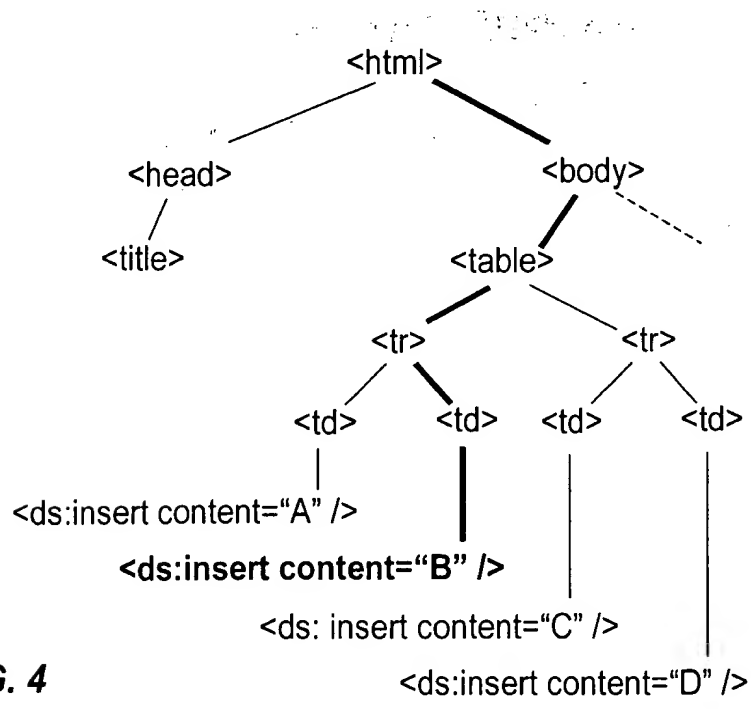 <html>
<head> <body>
<title> <table>
<tr> <tr>
<td> <td> <td> <td>
<ds:insert content=“A” />
<ds:insert content=“B” />
<ds: insert content=“C” />
<ds:insert content=“D” />
G. 4